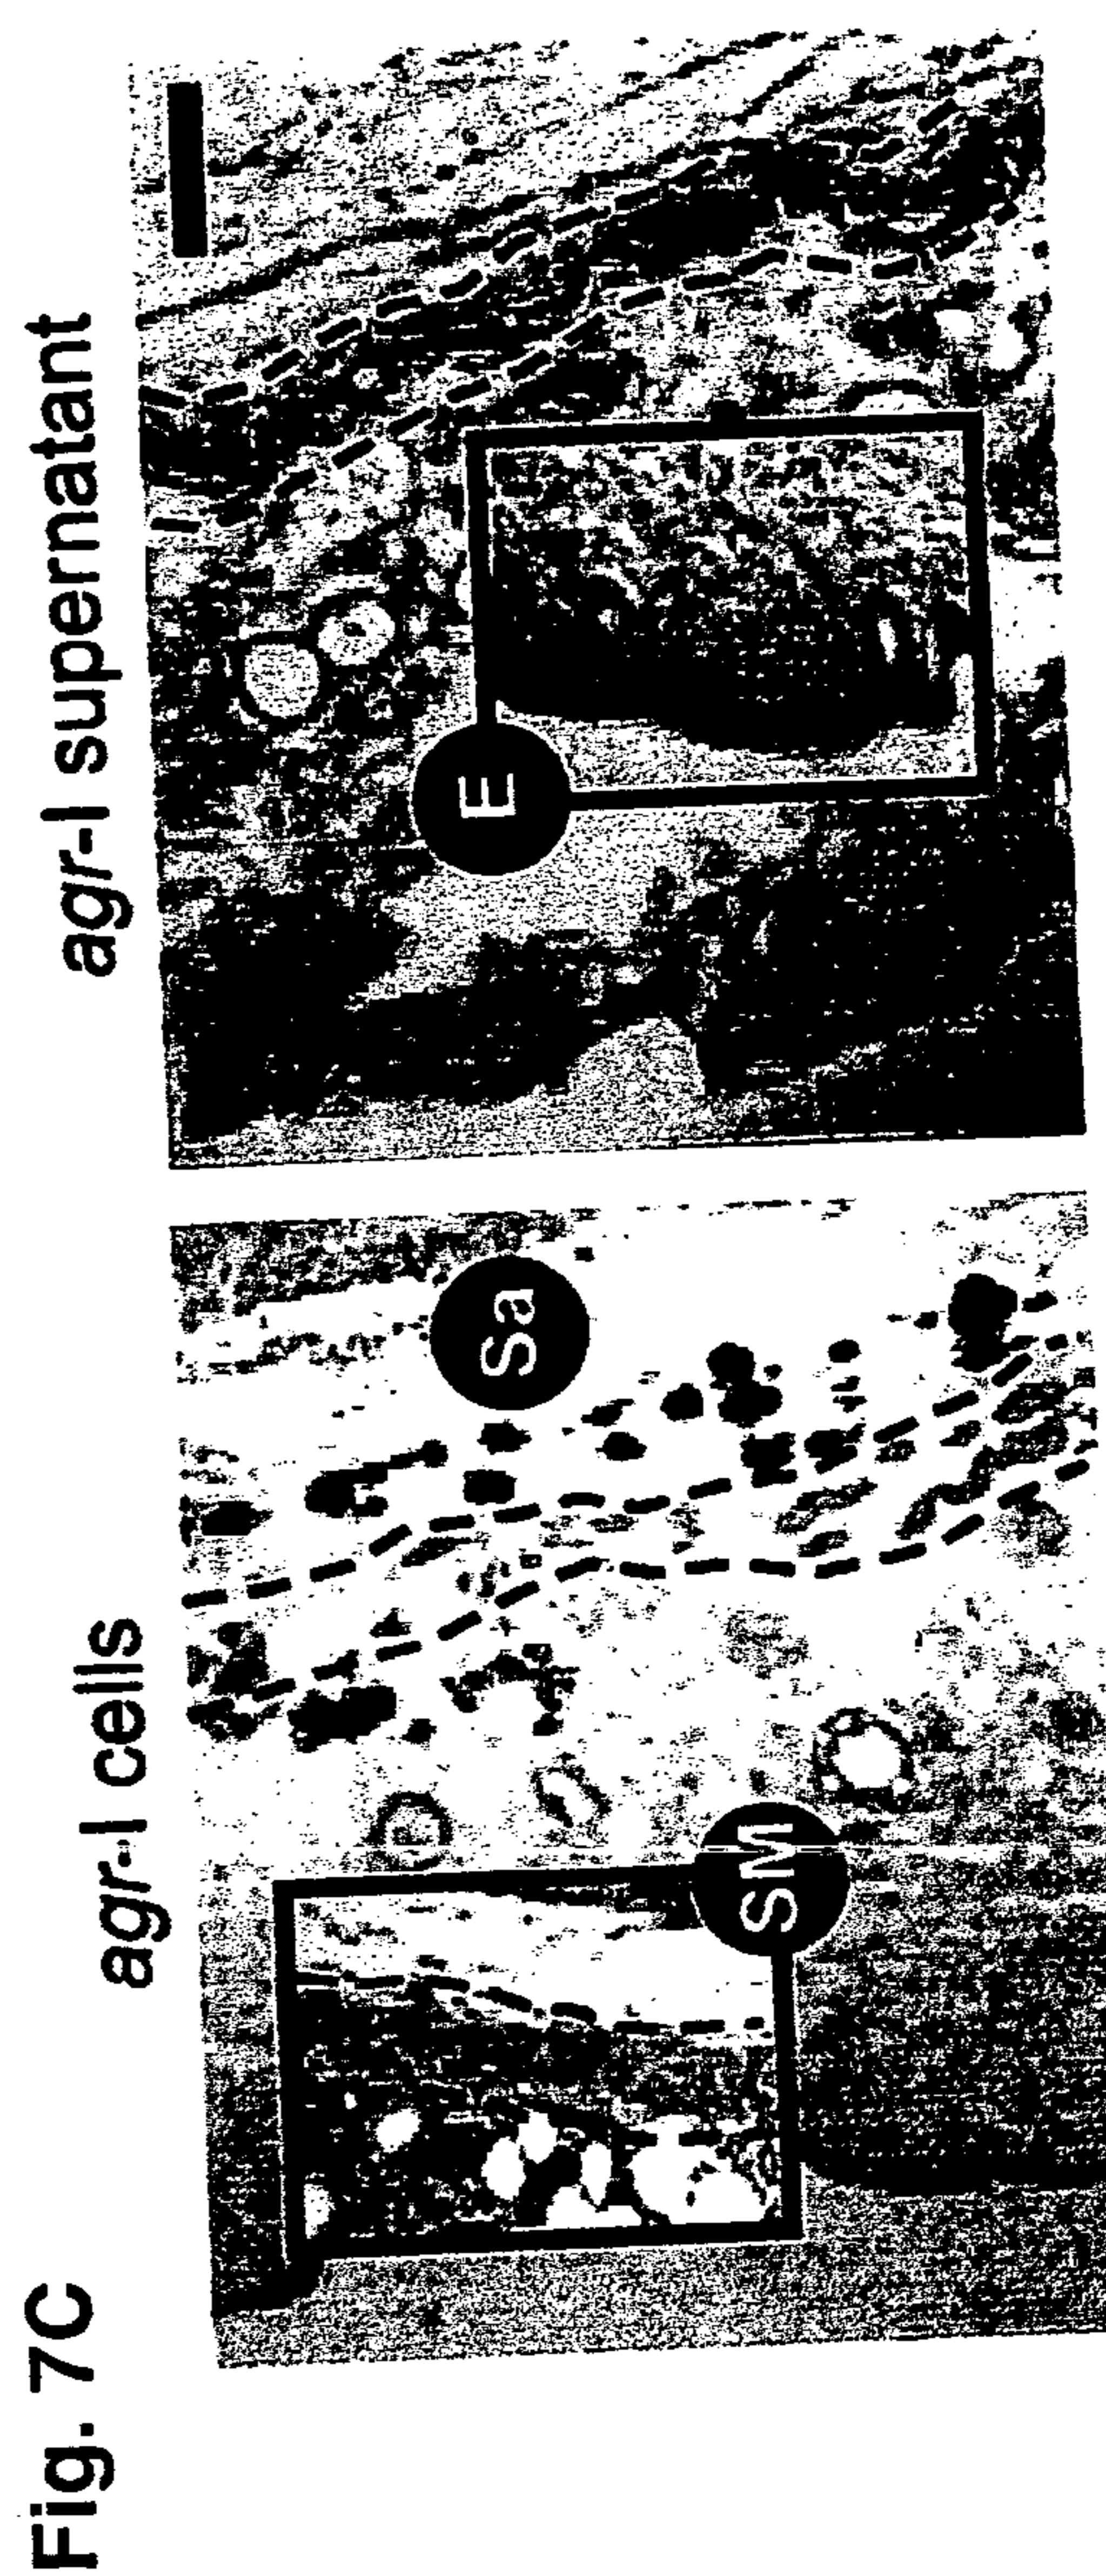 Fig. 7C
agr-I cells
agr-I supernatant
SM
Sa
E